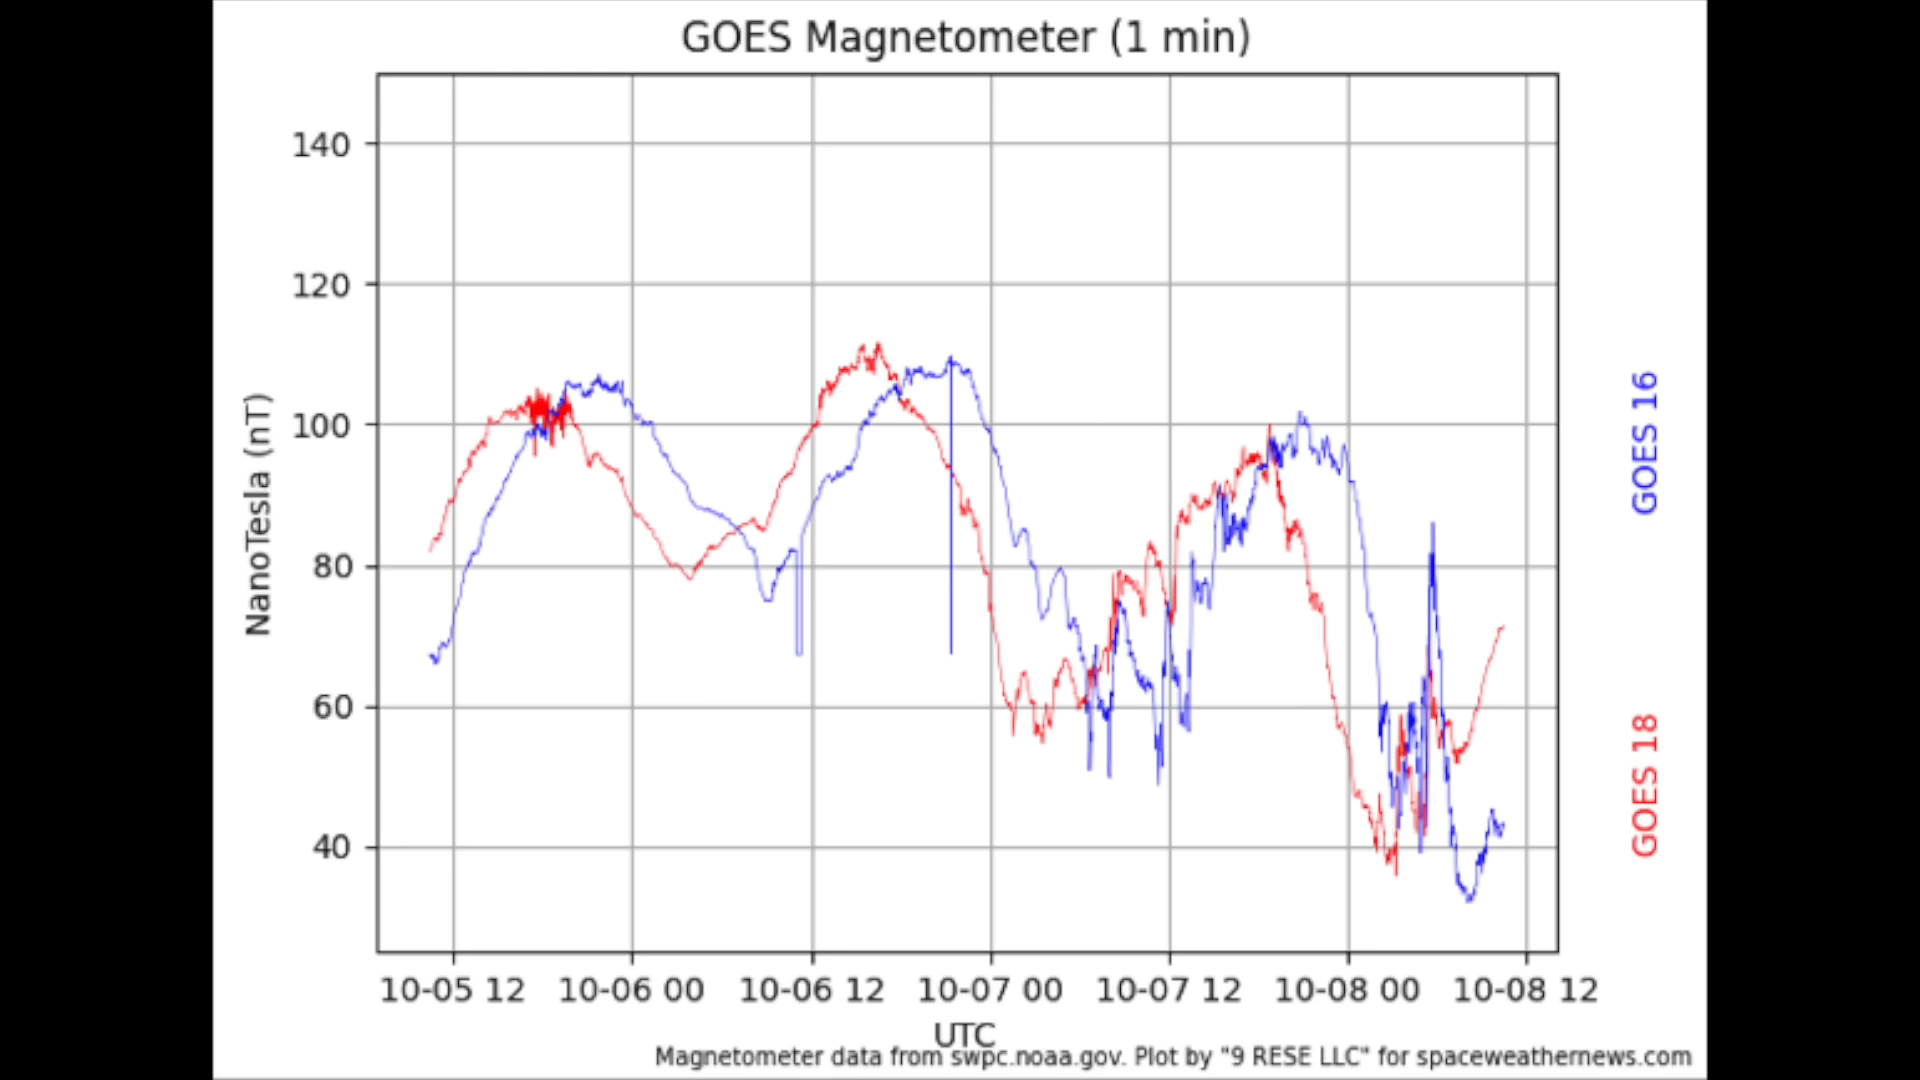 GOES Magnetometer (1 min)
140
120
100
80
60
40
NanoTesla (nT)
GOES 16
GOES 18
10-05 12 10-06 00 10-06 12 10-07 00 10-07 12 10-08 00 10-08 12
UTC
Magnetometer data from swpc.noaa.gov. Plot by "9 RESE LLC" for spaceweathernews.com